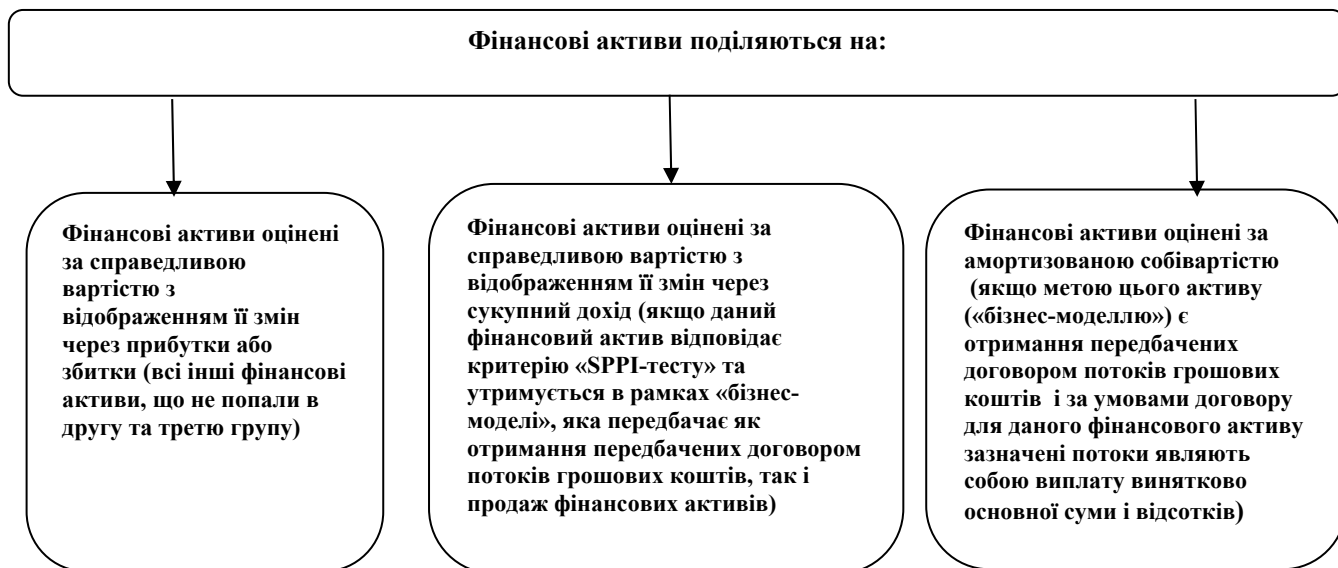 Фінансові активи поділяються на:
Фінансові активи оцінені
за справедливою
вартістю з
відображенням її змін
через прибутки або
збитки (всі інші фінансові
активи, що не попали в
другу та третю групу)
Фінансові активи оцінені за
справедливою вартістю з
відображенням її змін через
сукупний дохід (якщо даний
фінансовий актив відповідає
критерію «SPPI-тесту» та
утримується в рамках «бізнес-
моделі», яка передбачає як
отримання передбачених договором
потоків грошових коштів, так і
продаж фінансових активів)
Фінансові активи оцінені за
амортизованою собівартістю
(якщо метою цього активу
(«бізнес-моделлю») є
отримання передбачених
договором потоків грошових
коштів і за умовами договору
для даного фінансового активу
зазначені потоки являють
собою виплату винятково
основної суми і відсотків)